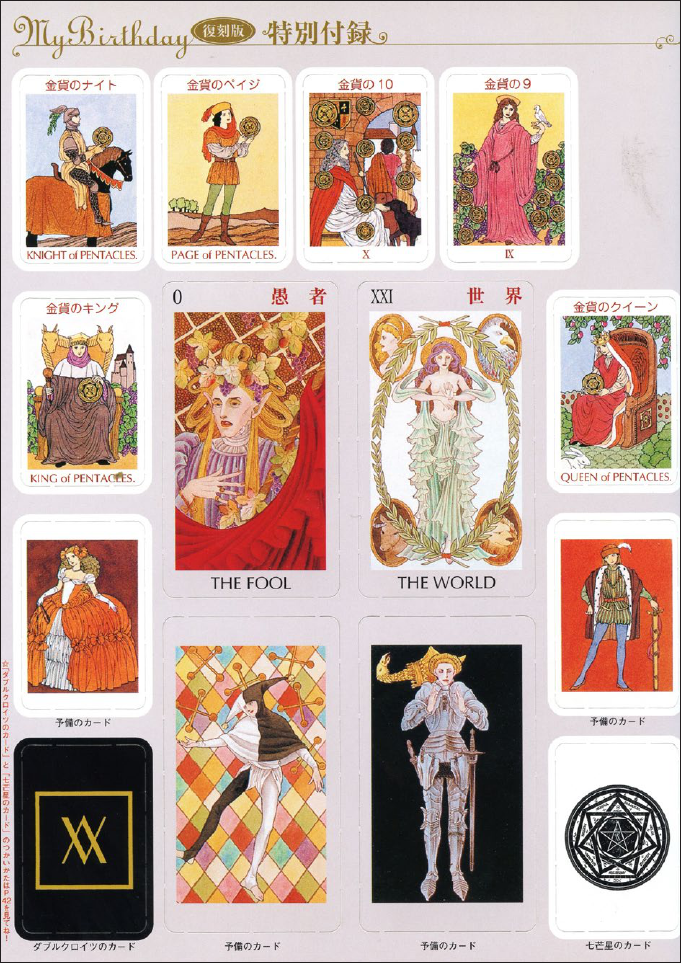 My Birthday 復刻版 特別付録
金貨のナイト
KNIGHT of PENTACLES.
金貨のペイジ
PAGE of PENTACLES.
金貨の10
X
金貨の9
IX
金貨のキング
KING of PENTACLES.
0 愚者
THE FOOL
XXI 世界
THE WORLD
金貨のクイーン
QUEEN of PENTACLES.
予備のカード
予備のカード
☆「ダブルクロイツのカード」と「七芒星のカード」のつかいかたはP42を見てね!
ダブルクロイツのカード
予備のカード
予備のカード
七芒星のカード